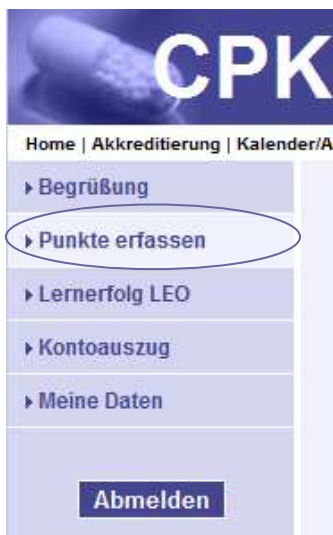 CPK
Home | Akkreditierung | Kalender/A
Begrüßung
Punkte erfassen
Lernerfolg LEO
Kontoauszug
Meine Daten
Abmelden